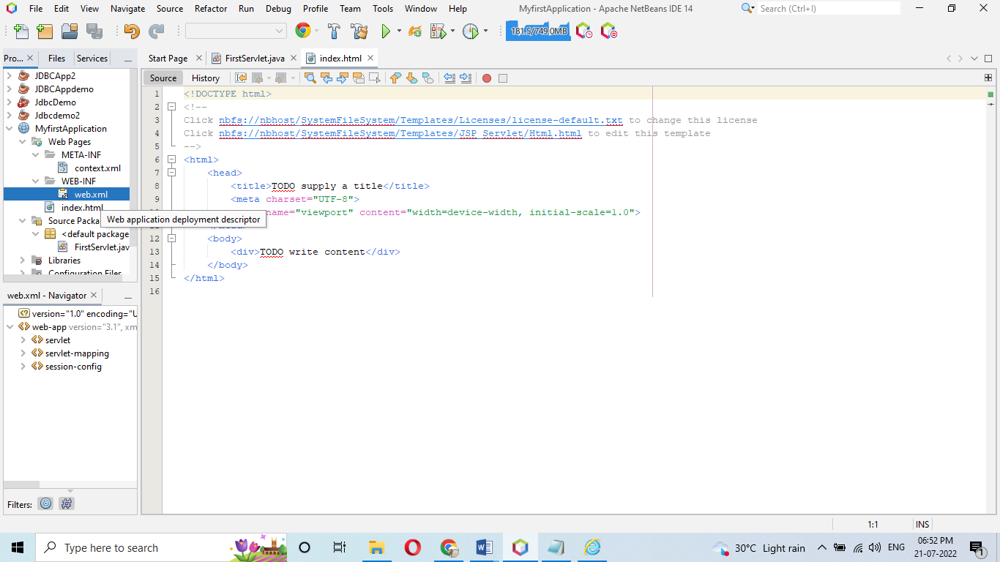 File Edit View Navigate Source Refactor Run Debug Profile Team Tools Window Help MyfirstApplication - Apache NetBeans IDE 14 Search (Ctrl+I)
181.5/749.0MB
Pro... Files Services
Start Page FirstServlet.java index.html
Source History
JDBCApp2
JDBCAppdemo
JdbcDemo
Jdbcdemo2
MyfirstApplication
Web Pages
META-INF
context.xml
WEB-INF
web.xml
index.html
Source Packa
<default package
FirstServlet.jav
Libraries
Configuration Files
Web application deployment descriptor
1 <!DOCTYPE html>
2 <!--
3 Click nbfs://nbhost/SystemFileSystem/Templates/Licenses/license-default.txt to change this license
4 Click nbfs://nbhost/SystemFileSystem/Templates/JSP_Servlet/Html.html to edit this template
5 -->
6 <html>
7 <head>
8 <title>TODO supply a title</title>
9 <meta charset="UTF-8">
name="viewport" content="width=device-width, initial-scale=1.0">
12 <body>
13 <div>TODO write content</div>
14 </body>
15 </html>
16
web.xml - Navigator
version="1.0" encoding="U
web-app version="3.1", xm
servlet
servlet-mapping
session-config
Filters:
1:1 INS
Type here to search
30°C Light rain ENG
06:52 PM
21-07-2022
1